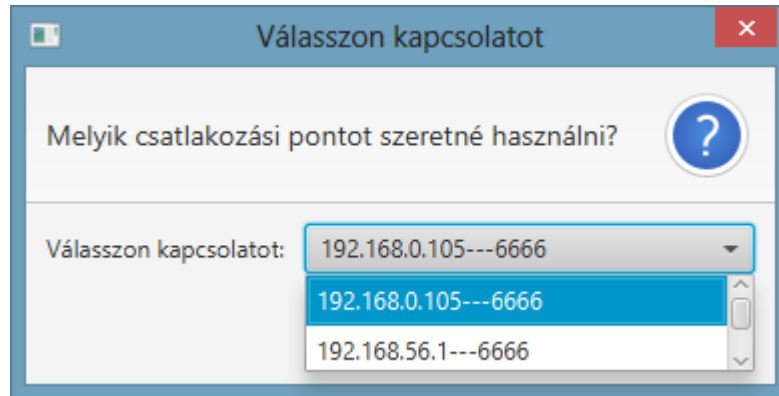 Válasszon kapcsolatot
Melyik csatlakozási pontot szeretné használni?
?
Válasszon kapcsolatot: 192.168.0.105---6666
192.168.0.105---6666
192.168.56.1---6666